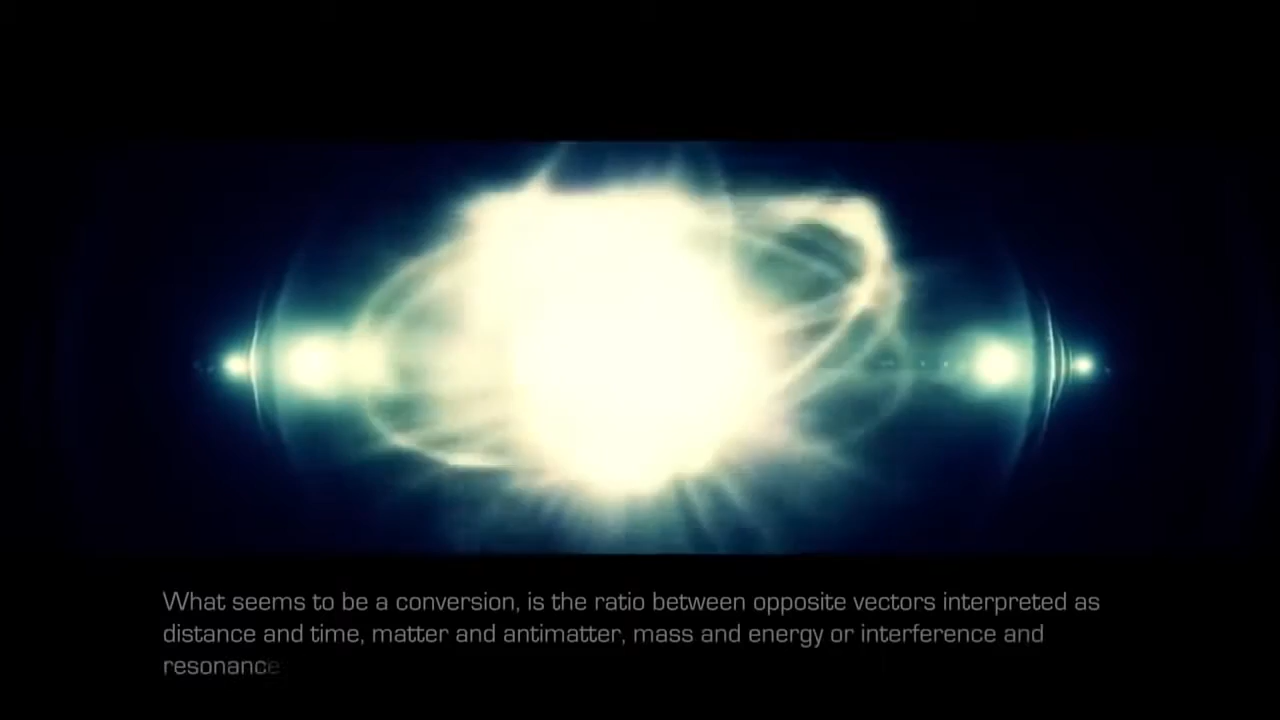 What seems to be a conversion, is the ratio between opposite vectors interpreted as
distance and time, matter and antimatter, mass and energy or interference and
resonance